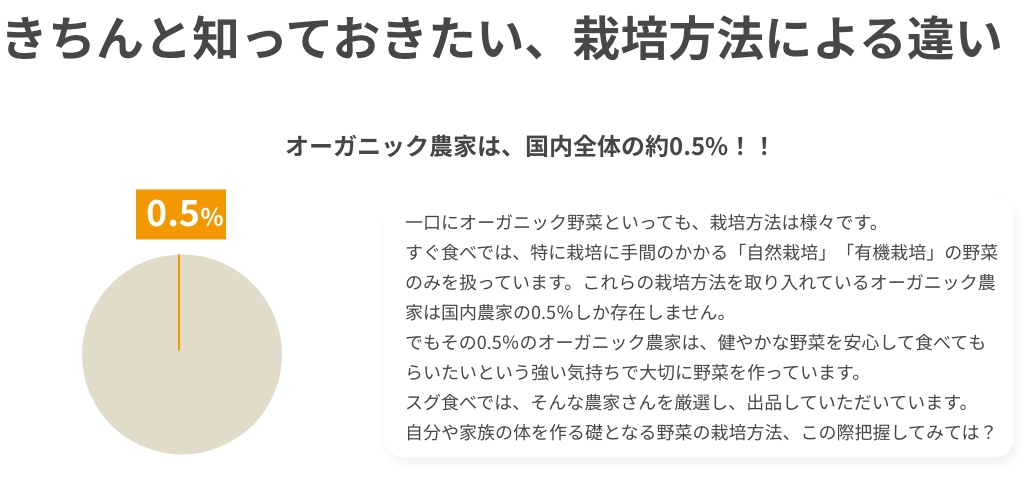 きちんと知っておきたい、栽培方法による違い
オーガニック農家は、国内全体の約0.5%！！
0.5%
一口にオーガニック野菜といっても、栽培方法は様々です。
すぐ食べでは、特に栽培に手間のかかる「自然栽培」「有機栽培」の野菜
のみを扱っています。これらの栽培方法を取り入れているオーガニック農
家は国内農家の0.5%しか存在しません。
でもその0.5%のオーガニック農家は、健やかな野菜を安心して食べても
らいたいという強い気持ちで大切に野菜を作っています。
スグ食べでは、そんな農家さんを厳選し、出品していただいています。
自分や家族の体を作る礎となる野菜の栽培方法、この際把握してみては？